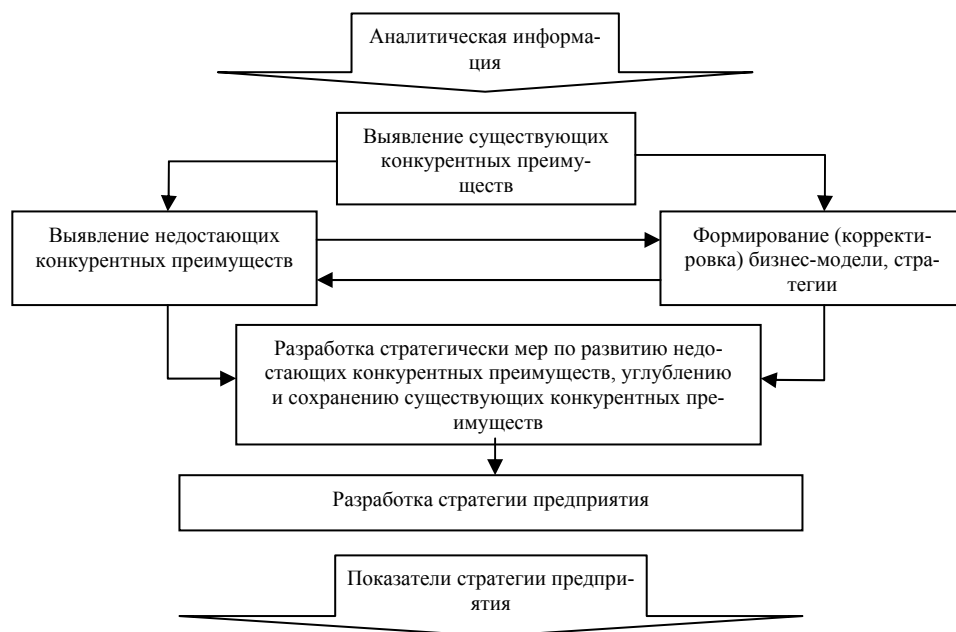 Аналитическая информа-
ция
Выявление существующих
конкурентных преиму-
ществ
Выявление недостающих
конкурентных преимуществ
Формирование (корректи-
ровка) бизнес-модели, стра-
тегии
Разработка стратегически мер по развитию недо-
стающих конкурентных преимуществ, углублению
и сохранению существующих конкурентных пре-
имуществ
Разработка стратегии предприятия
Показатели стратегии предпри-
ятия